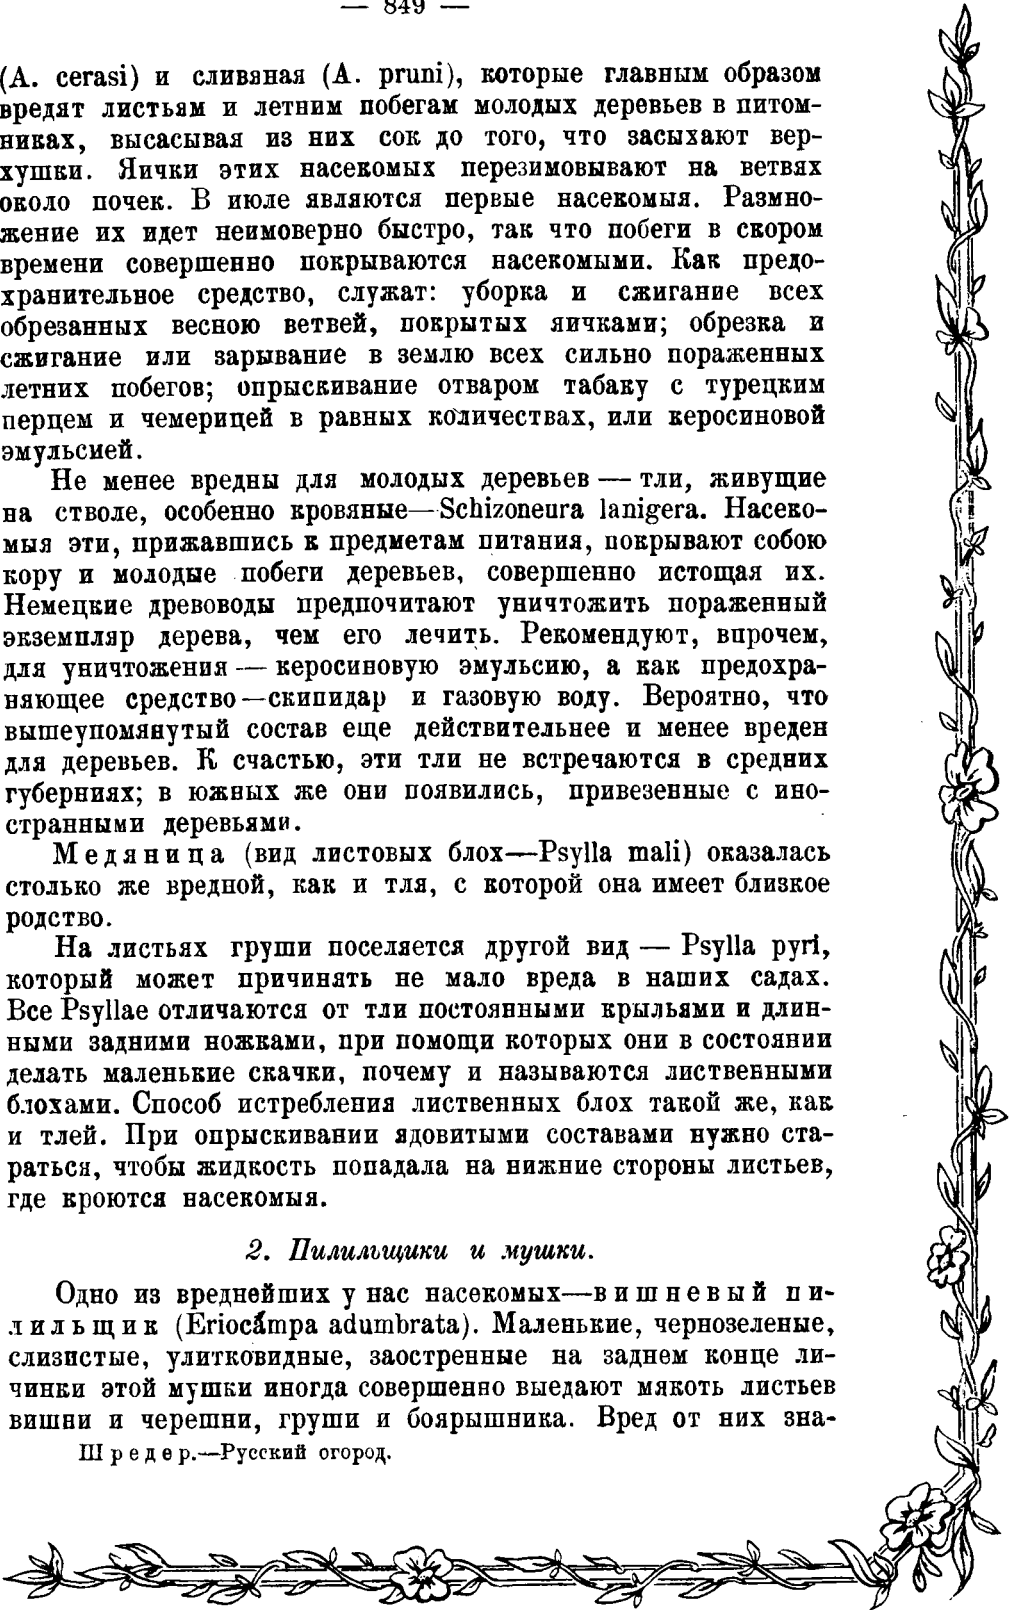 — 849 —
(A. cerasi) и сливяная (A. pruni), которые главным образом
вредят листьям и летним побегам молодых деревьев в питом-
никах, высасывая из них сок до того, что засыхают вер-
хушки. Яички этих насекомых перезимовывают на ветвях
около почек. В июле являются первые насекомыя. Размно-
жение их идет неимоверно быстро, так что побеги в скором
времени совершенно покрываются насекомыми. Как предо-
хранительное средство, служат: уборка и сжигание всех
обрезанных весною ветвей, покрытых яичками; обрезка и
сжигание или зарывание в землю всех сильно пораженных
летних побегов; опрыскивание отваром табаку с турецким
перцем и чемерицей в равных количествах, или керосиновой
эмульсией.
Не менее вредны для молодых деревьев — тли, живущие
на стволе, особенно кровяные—Schizoneura lanigera. Насеко-
мыя эти, прижавшись к предметам питания, покрывают собою
кору и молодые побеги деревьев, совершенно истощая их.
Немецкие древоводы предпочитают уничтожить пораженный
экземпляр дерева, чем его лечить. Рекомендуют, впрочем,
для уничтожения — керосиновую эмульсию, а как предохра-
няющее средство—скипидар и газовую воду. Вероятно, что
вышеупомянутый состав еще действительнее и менее вреден
для деревьев. К счастью, эти тли не встречаются в средних
губерниях; в южных же они появились, привезенные с ино-
странными деревьями.
Медяница (вид листовых блох—Psylla mali) оказалась
столько же вредной, как и тля, с которой она имеет близкое
родство.
На листьях груши поселяется другой вид — Psylla pyri,
который может причинять не мало вреда в наших садах.
Все Psyllae отличаются от тли постоянными крыльями и длин-
ными задними ножками, при помощи которых они в состоянии
делать маленькие скачки, почему и называются лиственными
блохами. Способ истребления лиственных блох такой же, как
и тлей. При опрыскивании ядовитыми составами нужно ста-
раться, чтобы жидкость попадала на нижние стороны листьев,
где кроются насекомыя.
2. Пилильщики и мушки.
Одно из вреднейших у нас насекомых—вишневый пи-
лильщик (Eriocampa adumbrata). Маленькие, чернозеленые,
слизистые, улитковидные, заостренные на заднем конце ли-
чинки этой мушки иногда совершенно выедают мякоть листьев
вишни и черешни, груши и боярышника. Вред от них зна-
Шредер.—Русский огород.